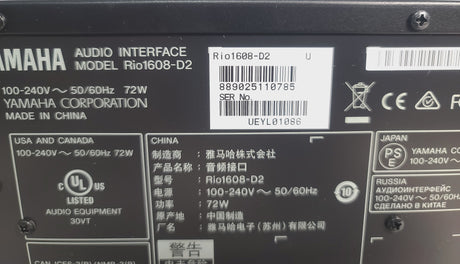 YAMAHA AUDIO INTERFACE
MODEL Rio1608-D2
100-240V～ 50/60Hz 72W
YAMAHA CORPORATION
MADE IN CHINA
Rio1608-D2 U
889025110785
SER No.
UEYL01086
CE
USA AND CANADA
100-240V～ 50/60Hz 72W
UL
LISTED
AUDIO EQUIPMENT
30VT
CHINA
制造商 : 雅马哈株式会社
产品名称 : 音频接口
型号 : Rio1608-D2
电源 : 100-240V～ 50/60Hz
功率 : 72W
原产地 : 中国制造
厂名 : 雅马哈电子(苏州)有限公司
10
警告
JAPAN
PS
E
YAMAHA
RUSSIA
АУДИОИНТЕРФЕЙС
100-240V～ 50/60
СДЕЛАНО В КИТАЕ